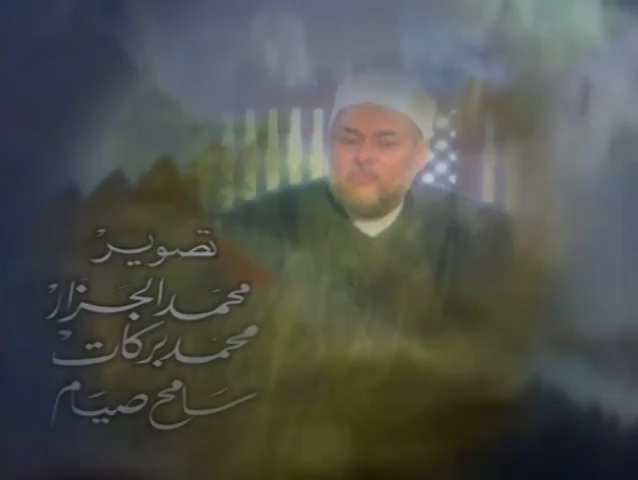 تصوير
محمد الجزار
محمد بركات
سامح صيام